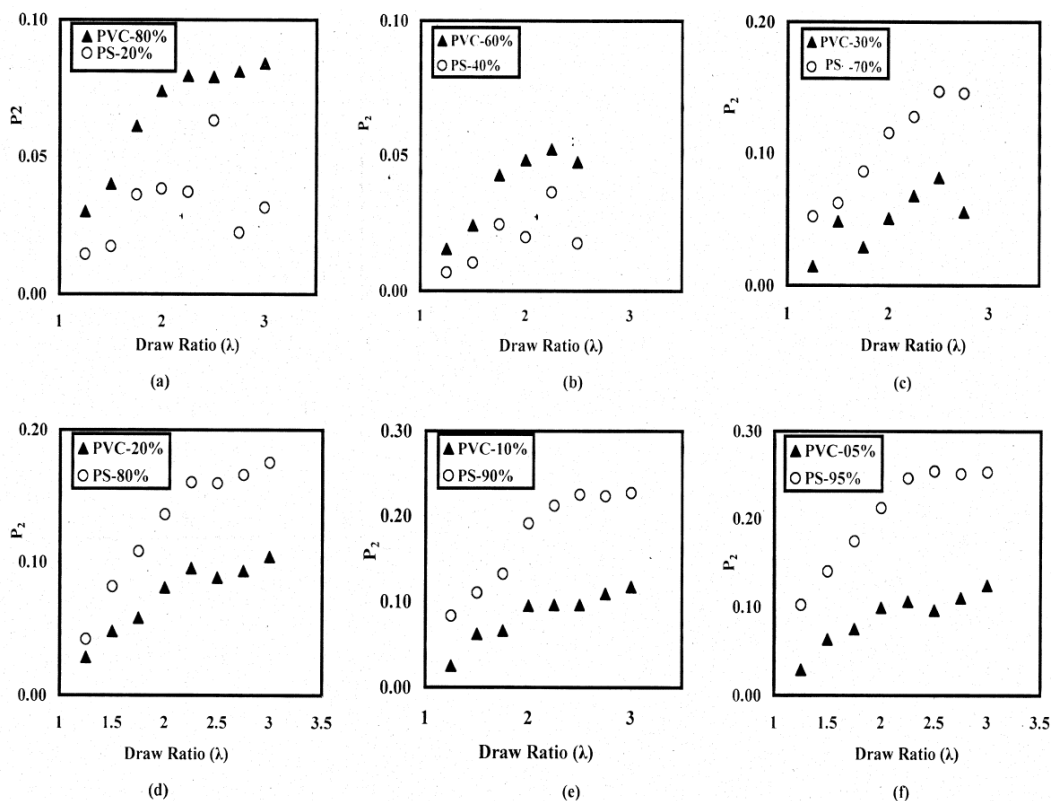 0.10
PVC-80%
PS-20%
P2
0.05
0.00
1
2
3
Draw Ratio (λ)
(a)
0.10
PVC-60%
PS-40%
P2
0.05
0.00
1
2
3
Draw Ratio (λ)
(b)
0.20
PVC-30%
PS -70%
P2
0.10
0.00
1
2
3
Draw Ratio (λ)
(c)
0.20
PVC-20%
PS-80%
P2
0.10
0.00
1
1.5
2
2.5
3
3.5
Draw Ratio (λ)
(d)
0.30
PVC-10%
PS-90%
0.20
P2
0.10
0.00
1
2
3
Draw Ratio (λ)
(e)
0.30
PVC-05%
PS-95%
0.20
P2
0.10
0.00
1
1.5
2
2.5
3
3.5
Draw Ratio (λ)
(f)